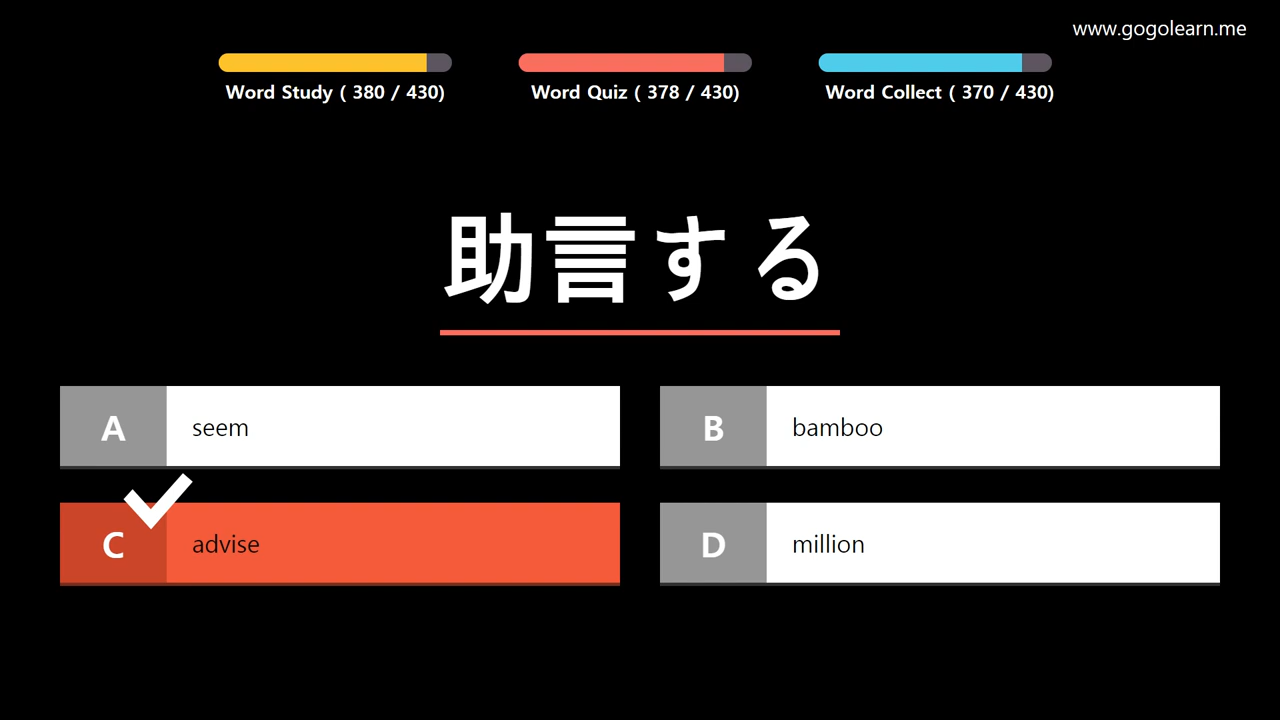 www.gogolearn.me
Word Study ( 380 / 430)
Word Quiz ( 378 / 430)
Word Collect ( 370 / 430)
助言する
A seem
B bamboo
C advise
D million